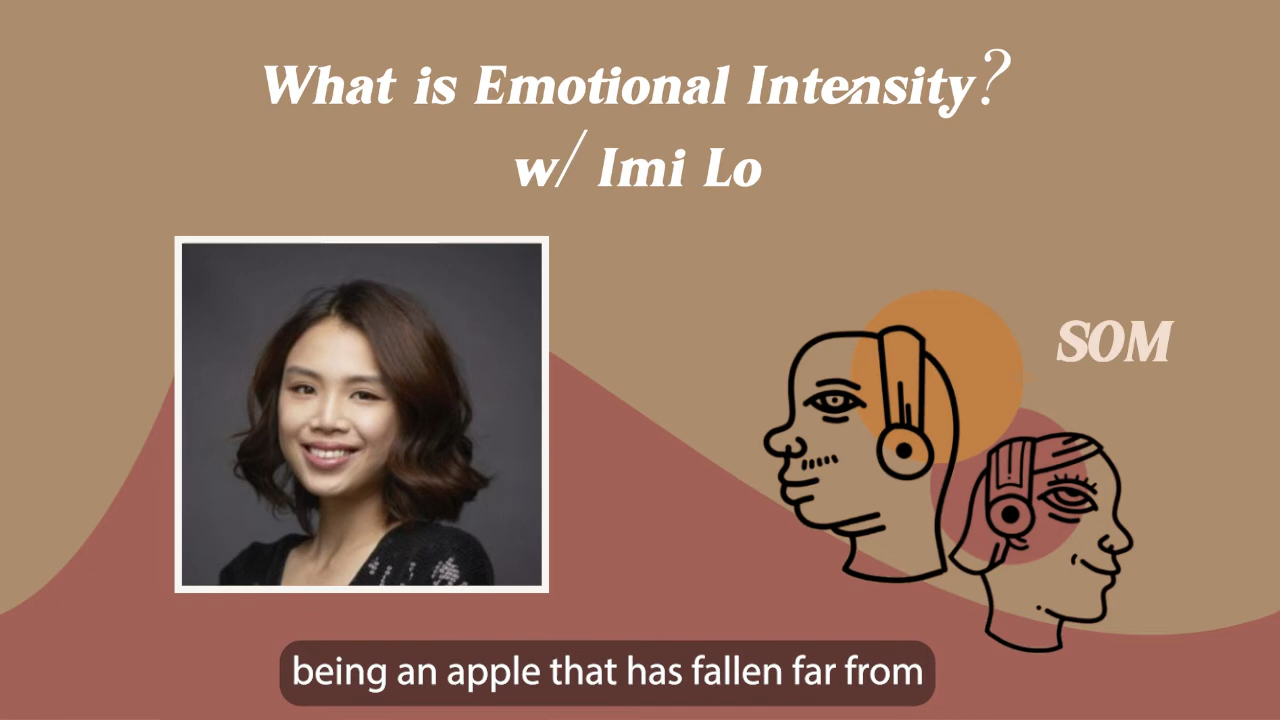 What is Emotional Intensity?
w/ Imi Lo
SOM
being an apple that has fallen far from